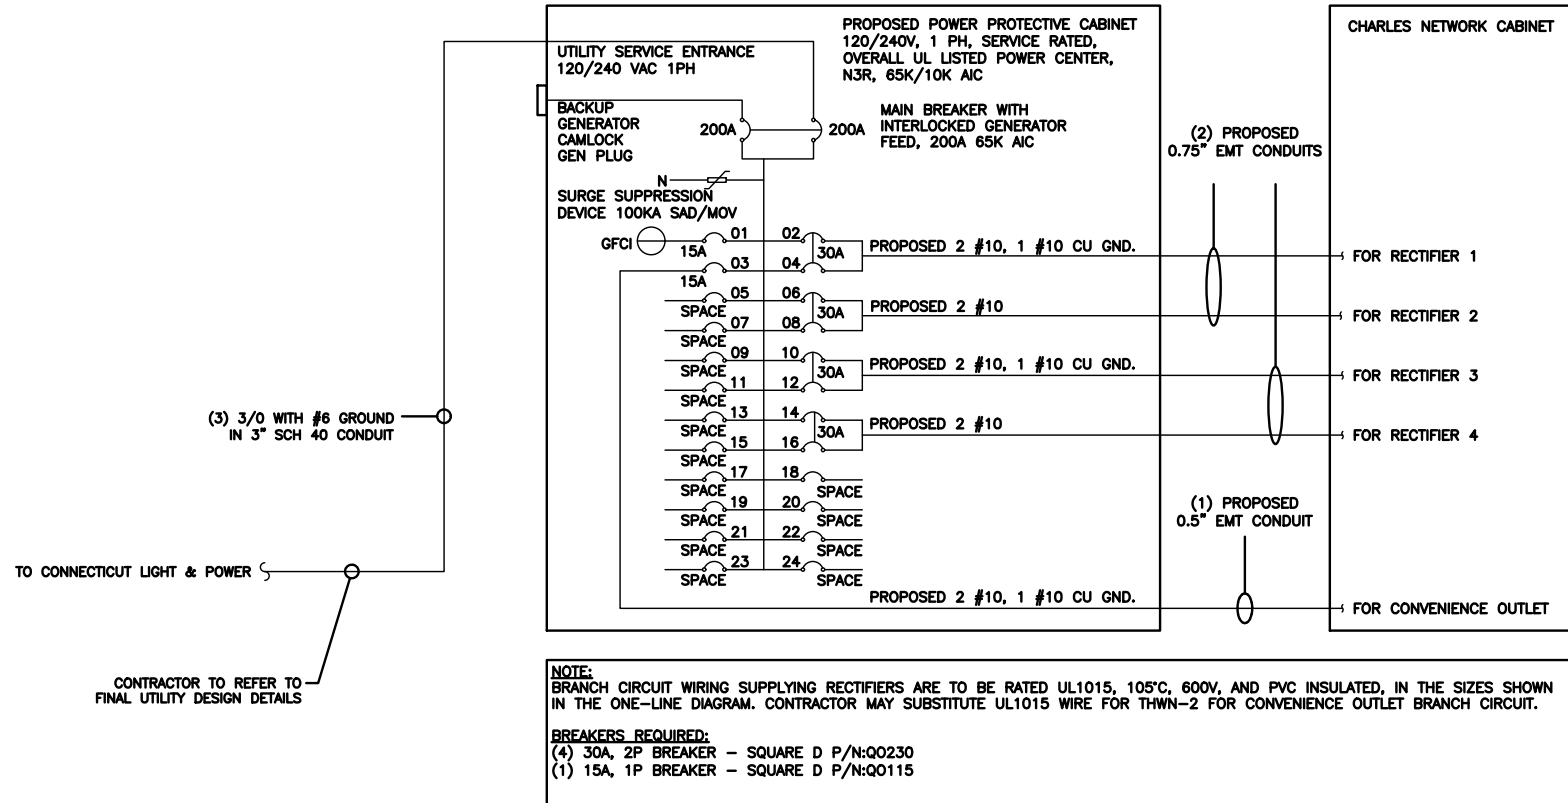 PROPOSED POWER PROTECTIVE CABINET
120/240V, 1 PH, SERVICE RATED,
OVERALL UL LISTED POWER CENTER,
N3R, 65K/10K AIC
CHARLES NETWORK CABINET
UTILITY SERVICE ENTRANCE
120/240 VAC 1PH
BACKUP
GENERATOR
CAMLOCK
GEN PLUG
200A
200A
MAIN BREAKER WITH
INTERLOCKED GENERATOR
FEED, 200A 65K AIC
(2) PROPOSED
0.75" EMT CONDUITS
N
SURGE SUPPRESSION
DEVICE 100KA SAD/MOV
GFCI
01
15A
02
30A
PROPOSED 2 #10, 1 #10 CU GND.
FOR RECTIFIER 1
03
15A
04
05
SPACE
06
30A
PROPOSED 2 #10
FOR RECTIFIER 2
07
SPACE
08
09
SPACE
10
30A
PROPOSED 2 #10, 1 #10 CU GND.
FOR RECTIFIER 3
11
SPACE
12
13
SPACE
14
30A
PROPOSED 2 #10
FOR RECTIFIER 4
15
SPACE
16
17
SPACE
18
SPACE
19
SPACE
20
SPACE
21
SPACE
22
SPACE
23
SPACE
24
SPACE
(1) PROPOSED
0.5" EMT CONDUIT
PROPOSED 2 #10, 1 #10 CU GND.
FOR CONVENIENCE OUTLET
(3) 3/0 WITH #6 GROUND
IN 3" SCH 40 CONDUIT
TO CONNECTICUT LIGHT & POWER
CONTRACTOR TO REFER TO
FINAL UTILITY DESIGN DETAILS
NOTE:
BRANCH CIRCUIT WIRING SUPPLYING RECTIFIERS ARE TO BE RATED UL1015, 105°C, 600V, AND PVC INSULATED, IN THE SIZES SHOWN
IN THE ONE-LINE DIAGRAM. CONTRACTOR MAY SUBSTITUTE UL1015 WIRE FOR THWN-2 FOR CONVENIENCE OUTLET BRANCH CIRCUIT.
BREAKERS REQUIRED:
(4) 30A, 2P BREAKER - SQUARE D P/N:QO230
(1) 15A, 1P BREAKER - SQUARE D P/N:QO115